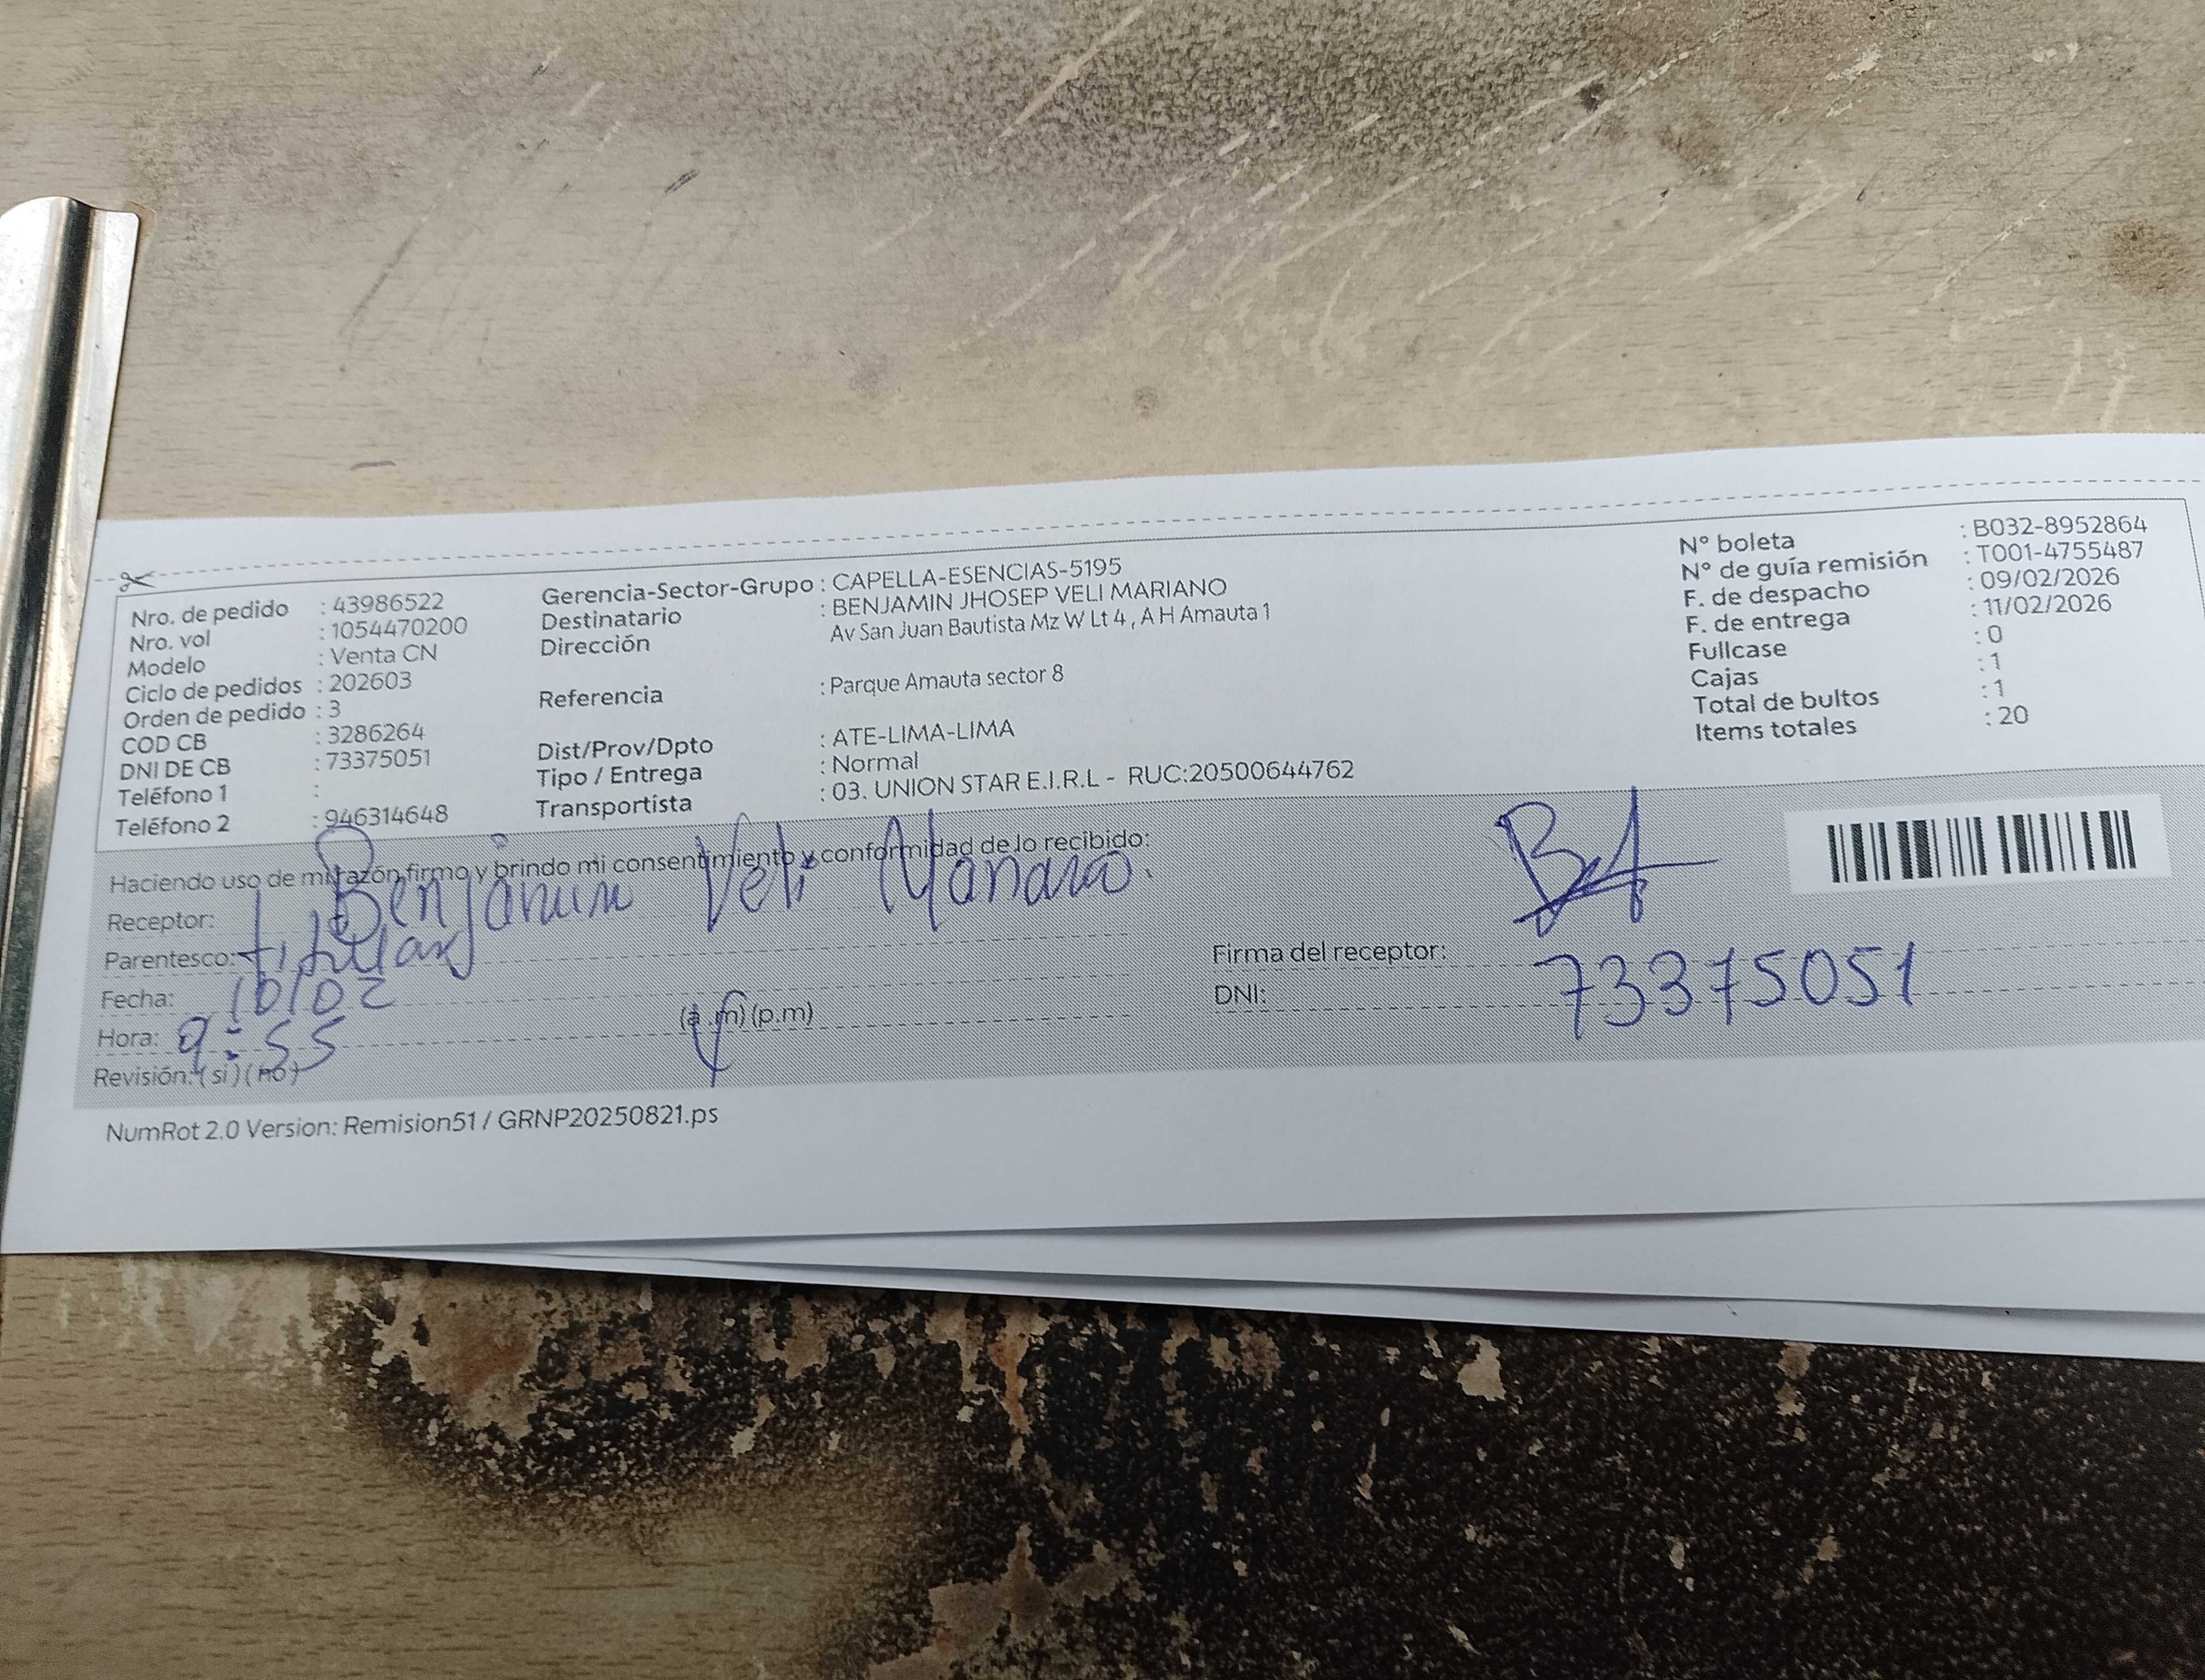 Nro. de pedido : 43986522
Nro. vol : 1054470200
Modelo : Venta CN
Ciclo de pedidos : 202603
Orden de pedido : 3
COD CB : 3286264
DNI DE CB : 73375051
Teléfono 1 :
Teléfono 2 : 946314648
Gerencia-Sector-Grupo : CAPELLA-ESENCIAS-5195
Destinatario : BENJAMIN JHOSEP VELI MARIANO
Dirección Av San Juan Bautista Mz W Lt 4 , A H Amauta 1
Referencia : Parque Amauta sector 8
Dist/Prov/Dpto : ATE-LIMA-LIMA
Tipo / Entrega : Normal
Transportista : 03. UNION STAR E.I.R.L - RUC:20500644762
N° boleta : B032-8952864
N° de guía remisión : T001-4755487
F. de despacho : 09/02/2026
F. de entrega : 11/02/2026
Fullcase : 0
Cajas : 1
Total de bultos : 1
Items totales : 20
Haciendo uso de mi razón firmo y brindo mi consentimiento y conformidad de lo recibido:
Receptor: Benjamin Veli Mariano
Parentesco: titular
Fecha: 10/02
Hora: 9:55 (a.m) (p.m)
Revisión: (si) (no)
Firma del receptor:
DNI: 73375051
NumRot 2.0 Version: Remision51 / GRNP20250821.ps